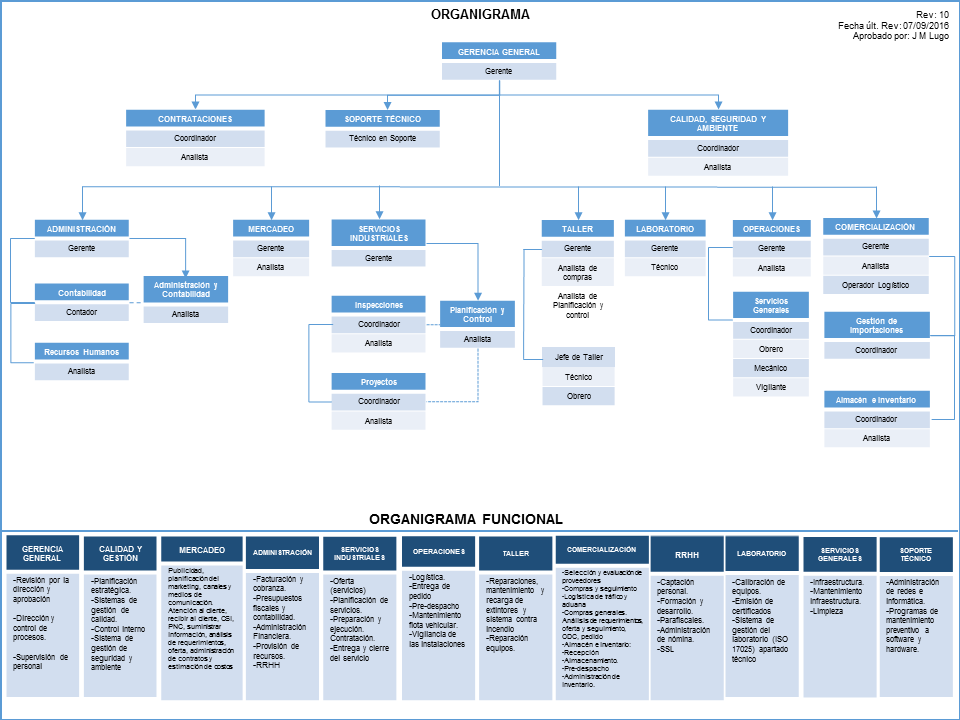 ORGANIGRAMA
Rev: 10
Fecha últ. Rev: 07/09/2016
Aprobado por: J M Lugo
GERENCIA GENERAL
Gerente
CONTRATACIONES
Coordinador
Analista
SOPORTE TÉCNICO
Técnico en Soporte
CALIDAD, SEGURIDAD Y
AMBIENTE
Coordinador
Analista
ADMINISTRACIÓN
Gerente
Contabilidad
Contador
Recursos Humanos
Analista
Administración y
Contabilidad
Analista
MERCADEO
Gerente
Analista
SERVICIOS
INDUSTRIALES
Gerente
Inspecciones
Coordinador
Analista
Proyectos
Coordinador
Analista
Planificación y
Control
Analista
TALLER
Gerente
Analista de
compras
Analista de
Planificación y
control
Jefe de Taller
Técnico
Obrero
LABORATORIO
Gerente
Técnico
OPERACIONES
Gerente
Analista
Servicios
Generales
Coordinador
Obrero
Mecánico
Vigilante
COMERCIALIZACIÓN
Gerente
Analista
Operador Logístico
Gestión de
Importaciones
Coordinador
Almacén e Inventario
Coordinador
Analista
ORGANIGRAMA FUNCIONAL
GERENCIA
GENERAL
-Revisión por la
dirección y
aprobación
-Dirección y
control de
procesos.
-Supervisión de
personal
CALIDAD Y
GESTIÓN
-Planificación
estratégica.
-Sistemas de
gestión de
calidad.
-Control interno
-Sistema de
gestión de
seguridad y
ambiente
MERCADEO
Publicidad,
planificación del
marketing, canales y
medios de
comunicación.
Atención al cliente,
recibir al cliente, CSI,
PNC, suministrar
información, análisis
de requerimientos,
oferta, administración
de contratos y
estimación de costos
ADMINISTRACIÓN
-Facturación y
cobranza.
-Presupuestos
fiscales y
contabilidad.
-Administración
Financiera.
-Provisión de
recursos.
-RRHH
SERVICIOS
INDUSTRIALES
-Oferta
(servicios)
-Planificación de
servicios.
-Preparación y
ejecución.
Contratación.
-Entrega y cierre
del servicio
OPERACIONES
-Logística.
-Entrega de
pedido
-Pre-despacho
-Mantenimiento
flota vehicular.
-Vigilancia de
las instalaciones
TALLER
-Reparaciones,
mantenimiento y
recarga de
extintores y
sistema contra
incendio
-Reparación
equipos.
COMERCIALIZACIÓN
-Selección y evaluación de
proveedores
-Compras y seguimiento
-Logística de tráfico y
aduana
-Compras generales.
Análisis de requerimientos,
oferta y seguimiento,
ODC, pedido
-Almacén e inventario:
-Recepción
-Almacenamiento.
-Pre-despacho
-Administración de
Inventario.
RRHH
-Captación
personal.
-Formación y
desarrollo.
-Parafiscales.
-Administración
de nómina.
-SSL
LABORATORIO
-Calibración de
equipos.
-Emisión de
certificados
-Sistema de
gestión del
laboratorio (ISO
17025) apartado
técnico
SERVICIOS
GENERALES
-Infraestructura.
-Mantenimiento
infraestructura.
-Limpieza
SOPORTE
TÉCNICO
-Administración
de redes e
informática.
-Programas de
mantenimiento
preventivo a
software y
hardware.